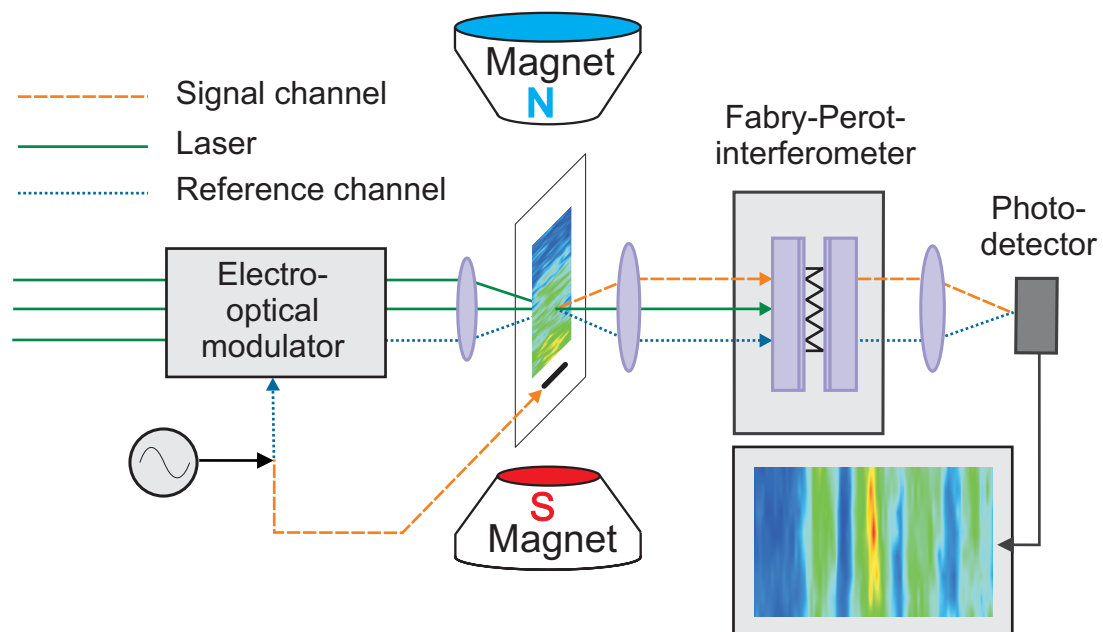 Magnet
N
Signal channel
Laser
Reference channel
Fabry-Perot-
interferometer
Photo-
detector
Electro-
optical
modulator
S
Magnet